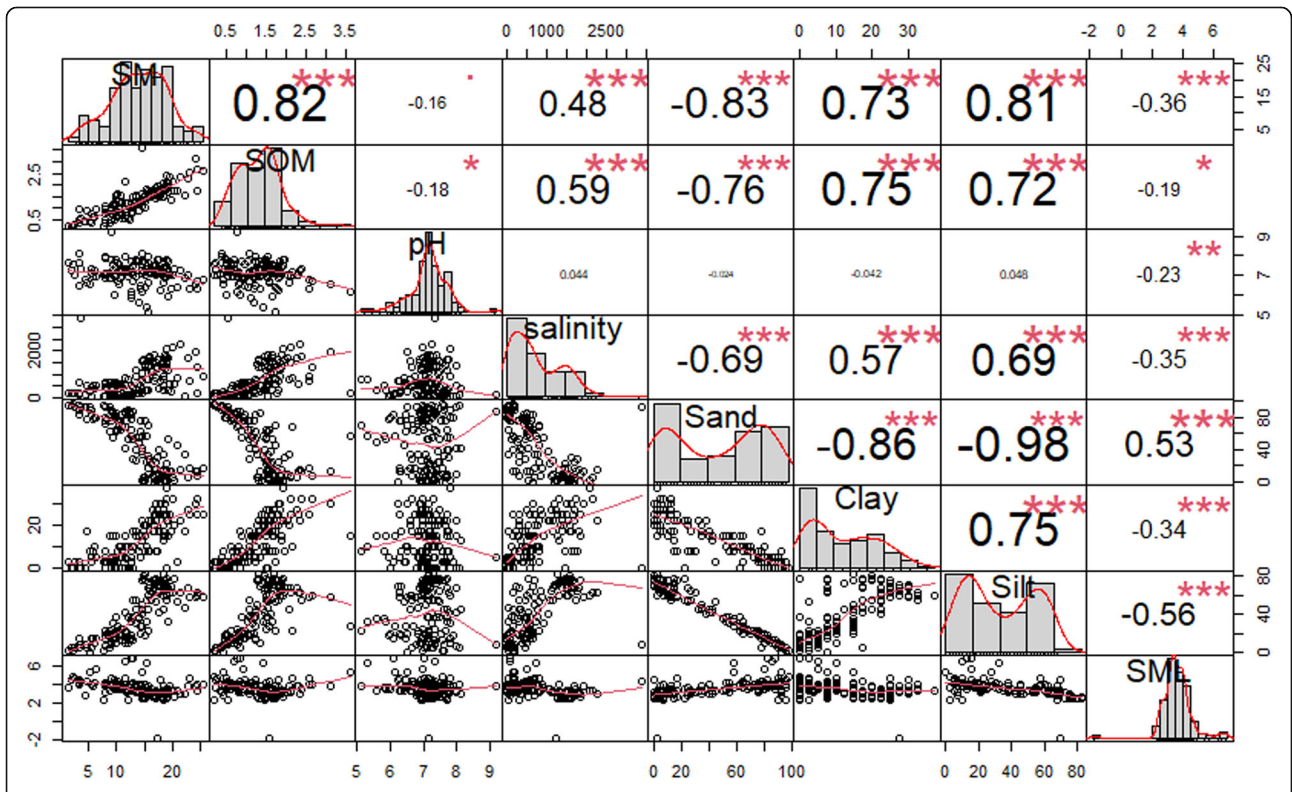 0.5 1.5 2.5 3.5 0 1000 2500 0 10 20 30 -2 0 2 4 6
SM 0.82 *** -0.16 . 0.48 *** -0.83 *** 0.73 *** 0.81 *** -0.36 *** 5 15 25
0.5 2.5 SOM -0.18 * 0.59 *** -0.76 *** 0.75 *** 0.72 *** -0.19 *
pH 0.044 -0.024 -0.042 0.048 -0.23 ** 5 7 9
0 2000 salinity -0.69 *** 0.57 *** 0.69 *** -0.35 ***
Sand -0.86 *** -0.98 *** 0.53 *** 0 40 80
0 20 Clay 0.75 *** -0.34 ***
Silt -0.56 *** 0 40 80
-2 2 6 SML
5 10 20 5 6 7 8 9 0 20 60 100 0 20 40 60 80